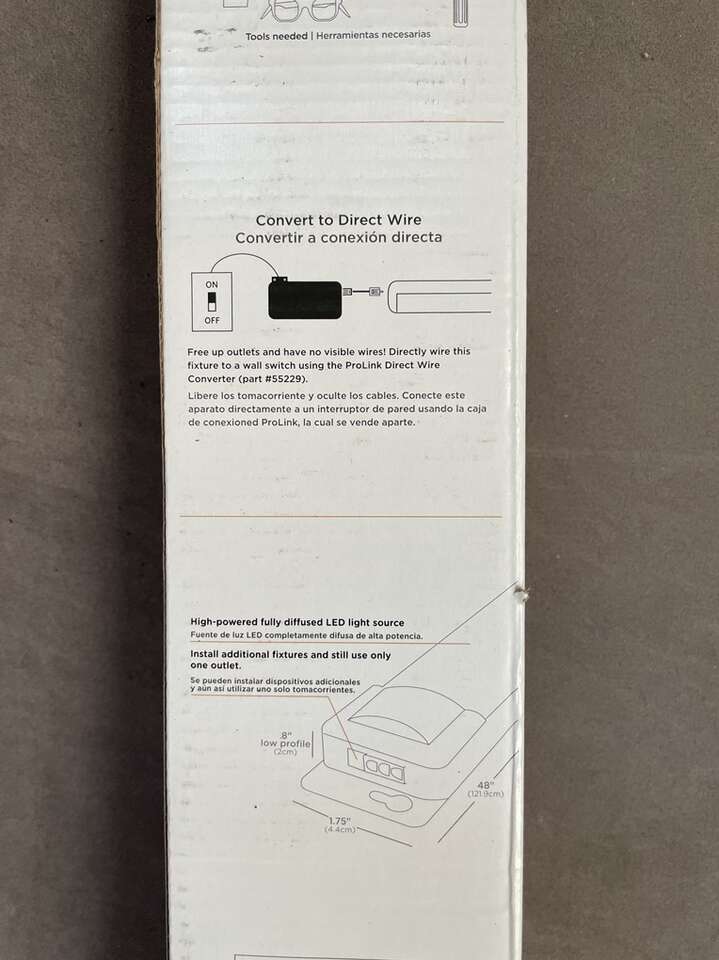 Tools needed | Herramientas necesarias
Convert to Direct Wire
Convertir a conexión directa
ON
OFF
Free up outlets and have no visible wires! Directly wire this
fixture to a wall switch using the ProLink Direct Wire
Converter (part #55229).
Libere los tomacorriente y oculte los cables. Conecte este
aparato directamente a un interruptor de pared usando la caja
de conexioned ProLink, la cual se vende aparte.
High-powered fully diffused LED light source
Fuente de luz LED completamente difusa de alta potencia.
Install additional fixtures and still use only
one outlet.
Se pueden instalar dispositivos adicionales
y aún así utilizar uno solo tomacorrientes.
.8"
low profile
(2cm)
48"
(121.9cm)
1.75"
(4.4cm)